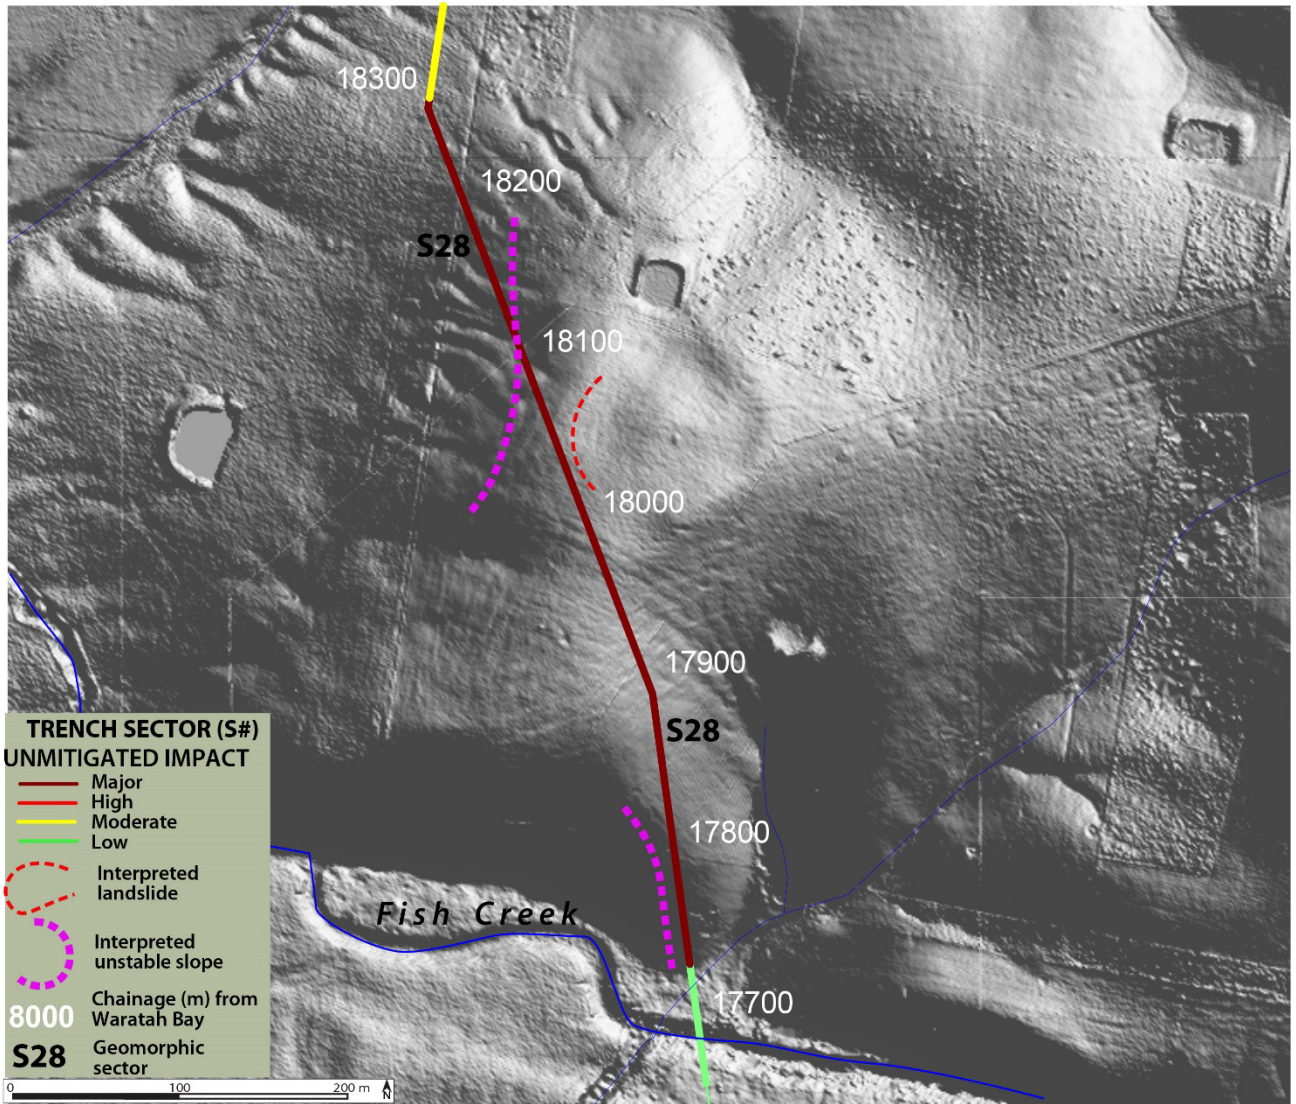 18300
18200
S28
18100
18000
17900
S28
17800
Fish Creek
17700
TRENCH SECTOR (S#)
UNMITIGATED IMPACT
Major
High
Moderate
Low
Interpreted
landslide
Interpreted
unstable slope
8000 Chainage (m) from
Waratah Bay
S28 Geomorphic
sector
0 100 200 m N